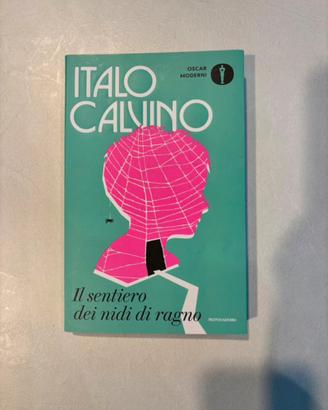 ITALO
CALVINO
OSCAR
MODERNI
Il sentiero
dei nidi di ragno
MONDADORI